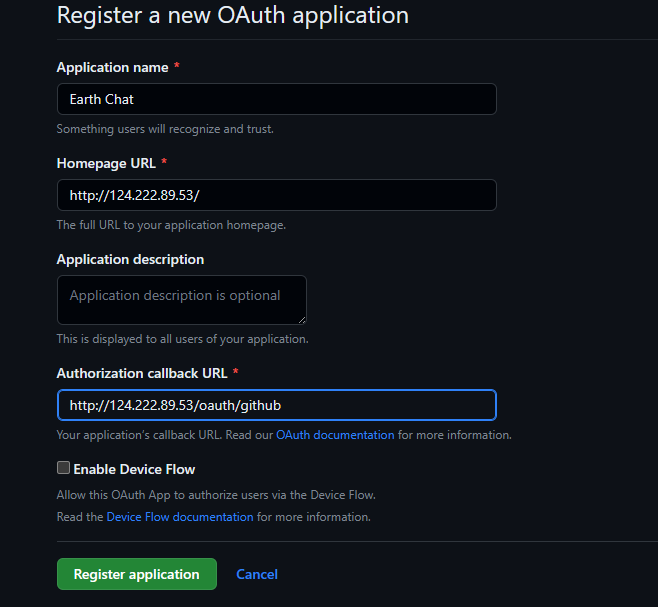 Register a new OAuth application
Application name *
Earth Chat
Something users will recognize and trust.
Homepage URL *
http://124.222.89.53/
The full URL to your application homepage.
Application description
Application description is optional
This is displayed to all users of your application.
Authorization callback URL *
http://124.222.89.53/oauth/github
Your application's callback URL. Read our OAuth documentation for more information.
Enable Device Flow
Allow this OAuth App to authorize users via the Device Flow.
Read the Device Flow documentation for more information.
Register application Cancel